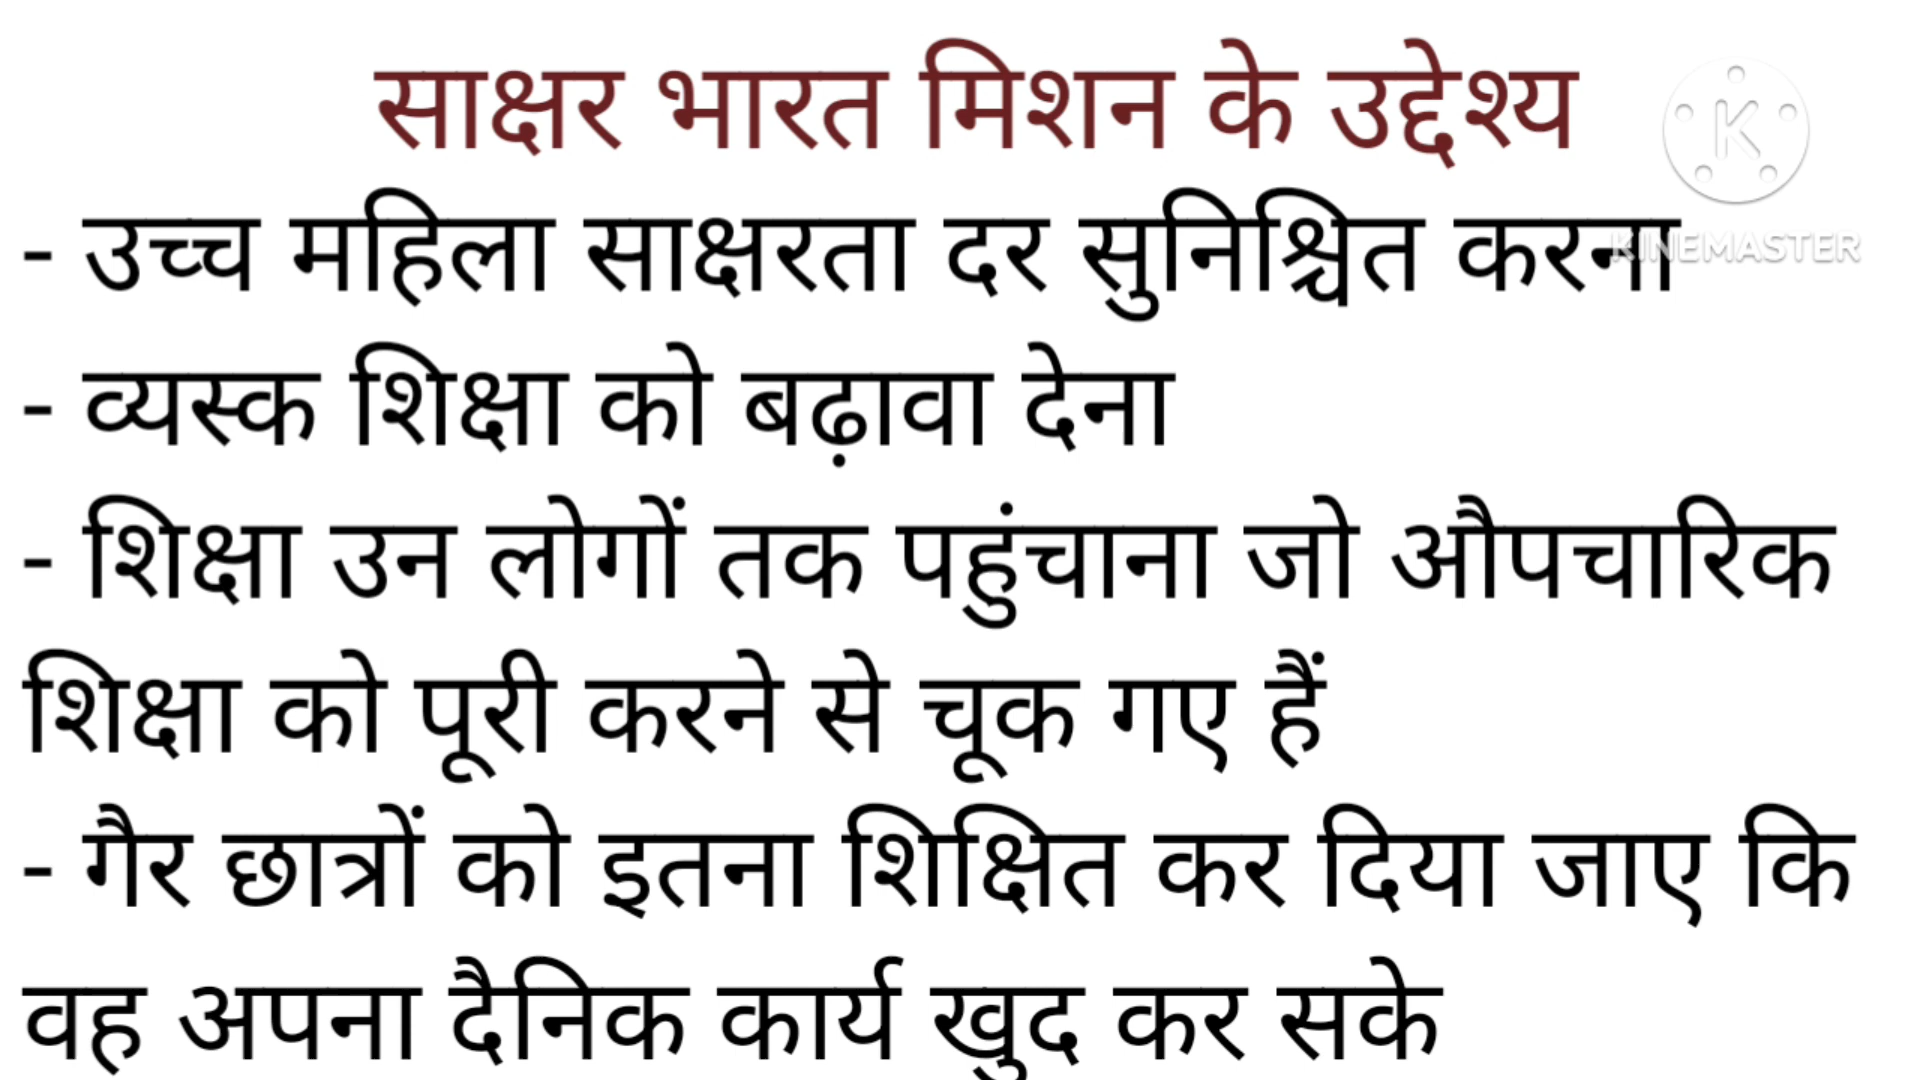 साक्षर भारत मिशन के उद्देश्य
K
KINEMASTER
- उच्च महिला साक्षरता दर सुनिश्चित करना
- व्यस्क शिक्षा को बढ़ावा देना
- शिक्षा उन लोगों तक पहुंचाना जो औपचारिक
शिक्षा को पूरी करने से चूक गए हैं
- गैर छात्रों को इतना शिक्षित कर दिया जाए कि
वह अपना दैनिक कार्य खुद कर सके